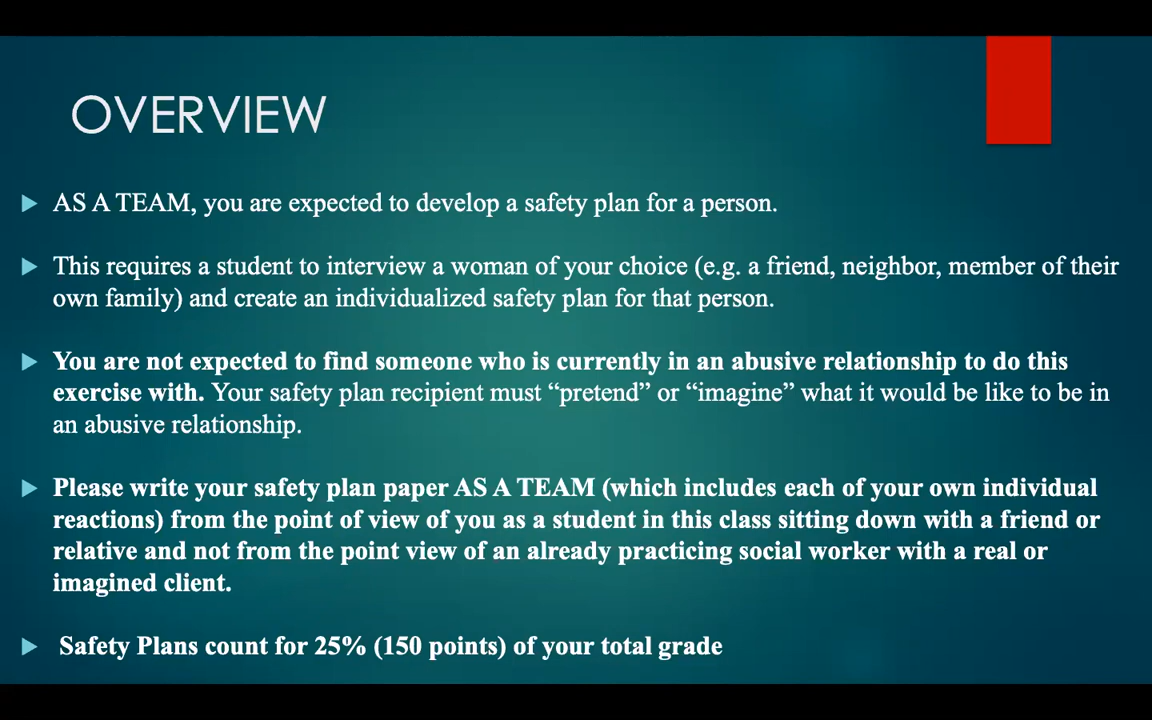 OVERVIEW
AS A TEAM, you are expected to develop a safety plan for a person.
This requires a student to interview a woman of your choice (e.g. a friend, neighbor, member of their
own family) and create an individualized safety plan for that person.
You are not expected to find someone who is currently in an abusive relationship to do this
exercise with. Your safety plan recipient must “pretend” or “imagine” what it would be like to be in
an abusive relationship.
Please write your safety plan paper AS A TEAM (which includes each of your own individual
reactions) from the point of view of you as a student in this class sitting down with a friend or
relative and not from the point view of an already practicing social worker with a real or
imagined client.
Safety Plans count for 25% (150 points) of your total grade